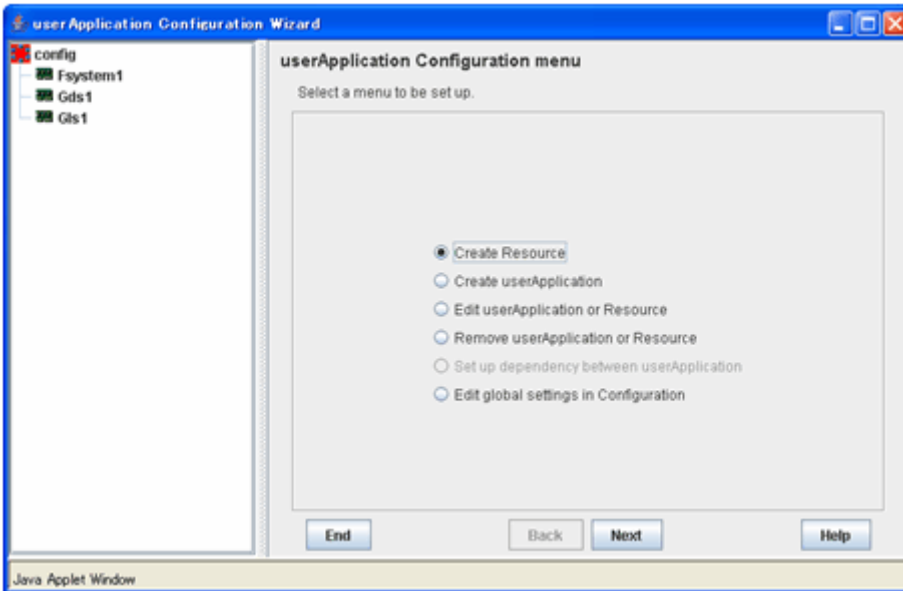 userApplication Configuration Wizard
config
Fsystem1
Gds1
Gls1
userApplication Configuration menu
Select a menu to be set up.
Create Resource
Create userApplication
Edit userApplication or Resource
Remove userApplication or Resource
Set up dependency between userApplication
Edit global settings in Configuration
End
Back
Next
Help
Java Applet Window